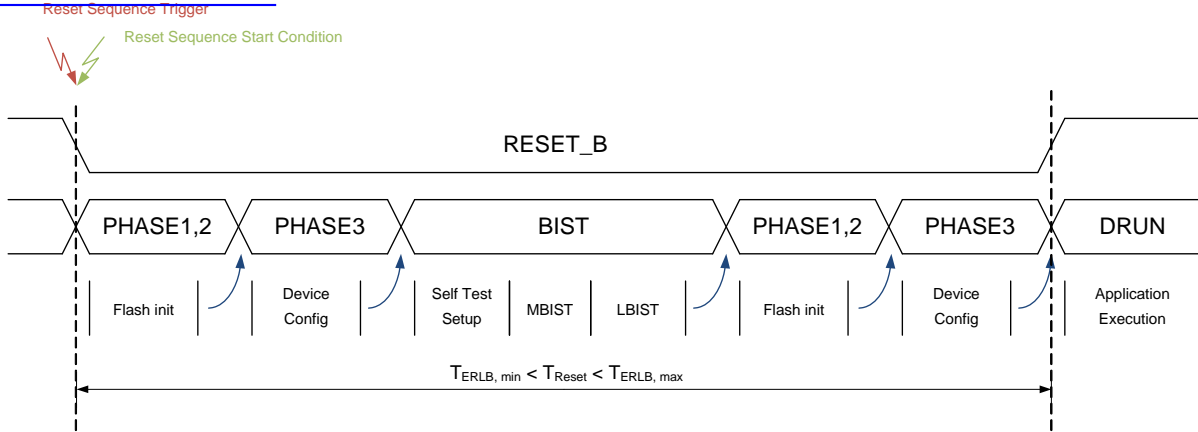 Reset Sequence Trigger
Reset Sequence Start Condition
RESET_B
PHASE1,2 PHASE3 BIST PHASE1,2 PHASE3 DRUN
Flash init
Device
Config
Self Test
Setup
MBIST
LBIST
Flash init
Device
Config
Application
Execution
TERLB, min < TReset < TERLB, max